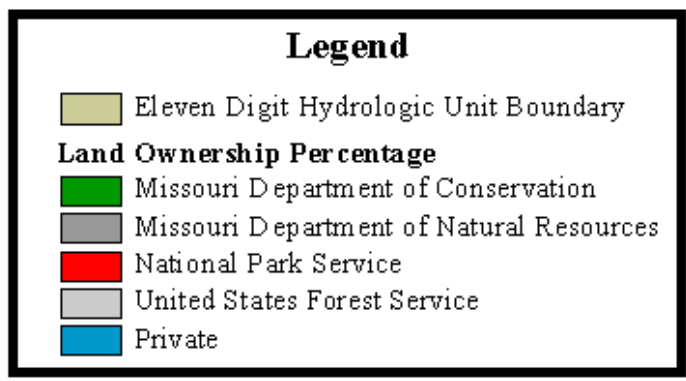 Legend
Eleven Digit Hydrologic Unit Boundary
Land Ownership Percentage
Missouri Department of Conservation
Missouri Department of Natural Resources
National Park Service
United States Forest Service
Private